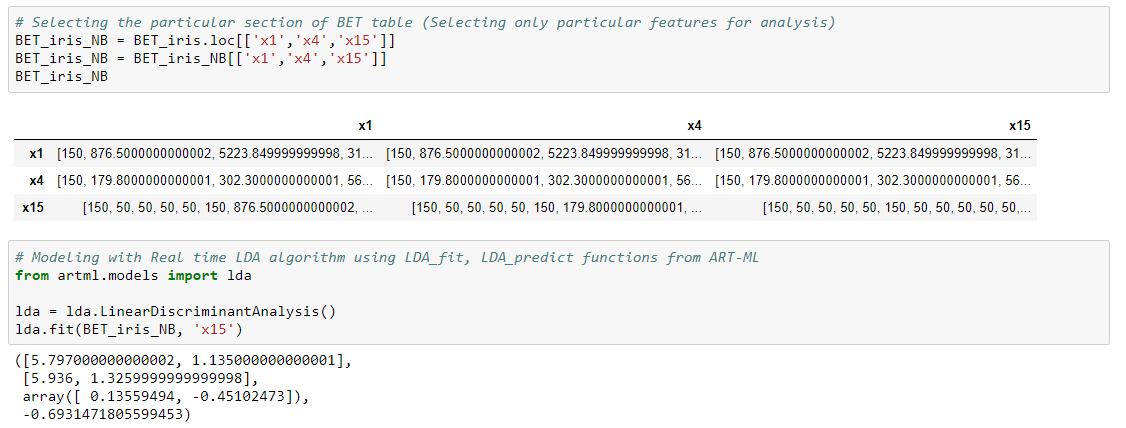 # Selecting the particular section of BET table (Selecting only particular features for analysis)
BET_iris_NB = BET_iris.loc[['x1','x4','x15']]
BET_iris_NB = BET_iris_NB[['x1','x4','x15']]
BET_iris_NB
x1 x4 x15
x1 [150, 876.5000000000002, 5223.849999999998, 31... [150, 876.5000000000002, 5223.849999999998, 31... [150, 876.5000000000002, 5223.849999999998, 31...
x4 [150, 179.8000000000001, 302.3000000000001, 56... [150, 179.8000000000001, 302.3000000000001, 56... [150, 179.8000000000001, 302.3000000000001, 56...
x15 [150, 50, 50, 50, 50, 150, 876.5000000000002, ... [150, 50, 50, 50, 50, 150, 179.8000000000001, ... [150, 50, 50, 50, 50, 150, 50, 50, 50, 50, 50,...
# Modeling with Real time LDA algorithm using LDA_fit, LDA_predict functions from ART-ML
from artml.models import lda
lda = lda.LinearDiscriminantAnalysis()
lda.fit(BET_iris_NB, 'x15')
([5.797000000000002, 1.135000000000001],
[5.936, 1.3259999999999998],
array([ 0.13559494, -0.45102473]),
-0.6931471805599453)